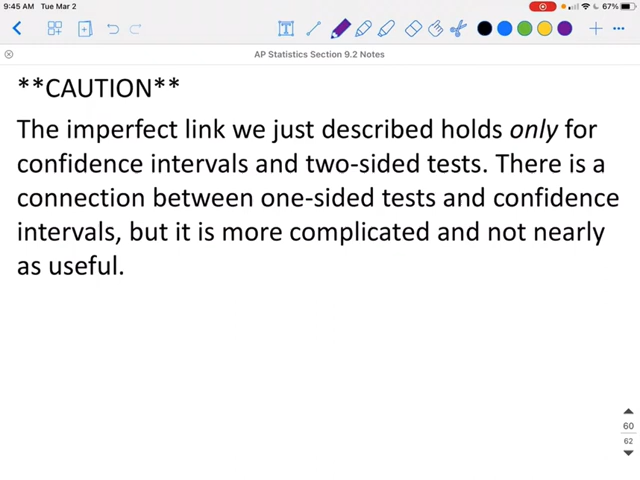 9:45 AM Tue Mar 2
67%
AP Statistics Section 9.2 Notes
**CAUTION**
The imperfect link we just described holds only for
confidence intervals and two-sided tests. There is a
connection between one-sided tests and confidence
intervals, but it is more complicated and not nearly
as useful.
60
62